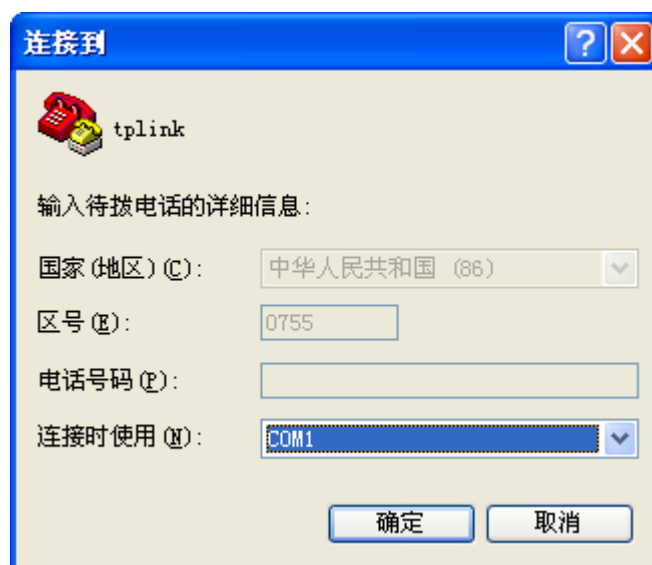 连接到
tplink
输入待拨电话的详细信息:
国家(地区)(C): 中华人民共和国 (86)
区号(E): 0755
电话号码(P):
连接时使用(N): COM1
确定 取消